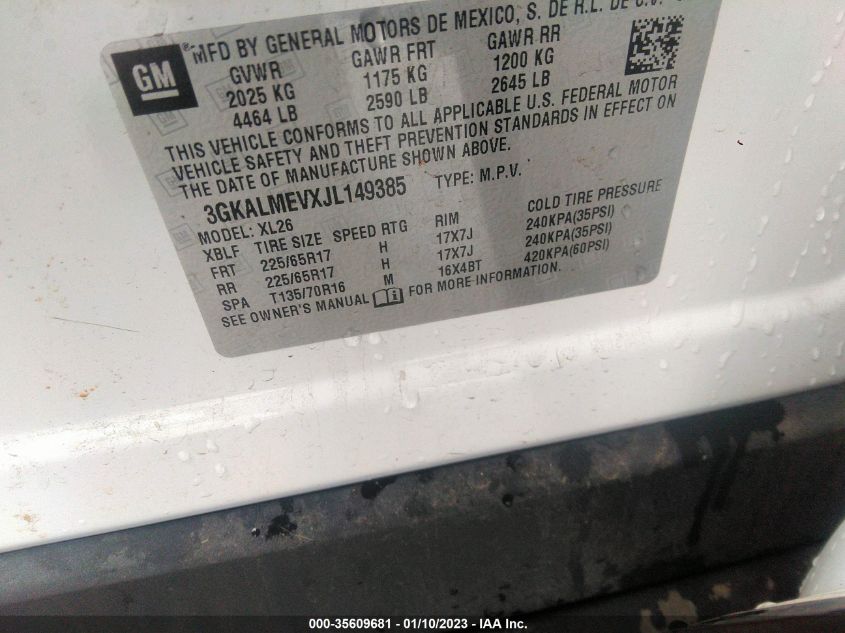 GM
MFD BY GENERAL MOTORS DE MEXICO, S. DE R.L. DE C.V.
GVWR GAWR FRT GAWR RR
2025 KG 1175 KG 1200 KG
4464 LB 2590 LB 2645 LB
THIS VEHICLE CONFORMS TO ALL APPLICABLE U.S. FEDERAL MOTOR
VEHICLE SAFETY AND THEFT PREVENTION STANDARDS IN EFFECT ON
THE DATE OF MANUFACTURE SHOWN ABOVE.
3GKALMEVXJL149385 TYPE: M.P.V.
MODEL: XL26
XBLF TIRE SIZE SPEED RTG RIM COLD TIRE PRESSURE
FRT 225/65R17 H 17X7J 240KPA(35PSI)
RR 225/65R17 H 17X7J 240KPA(35PSI)
SPA T135/70R16 M 16X4BT 420KPA(60PSI)
SEE OWNER'S MANUAL FOR MORE INFORMATION.
000-35609681 - 01/10/2023 - IAA Inc.